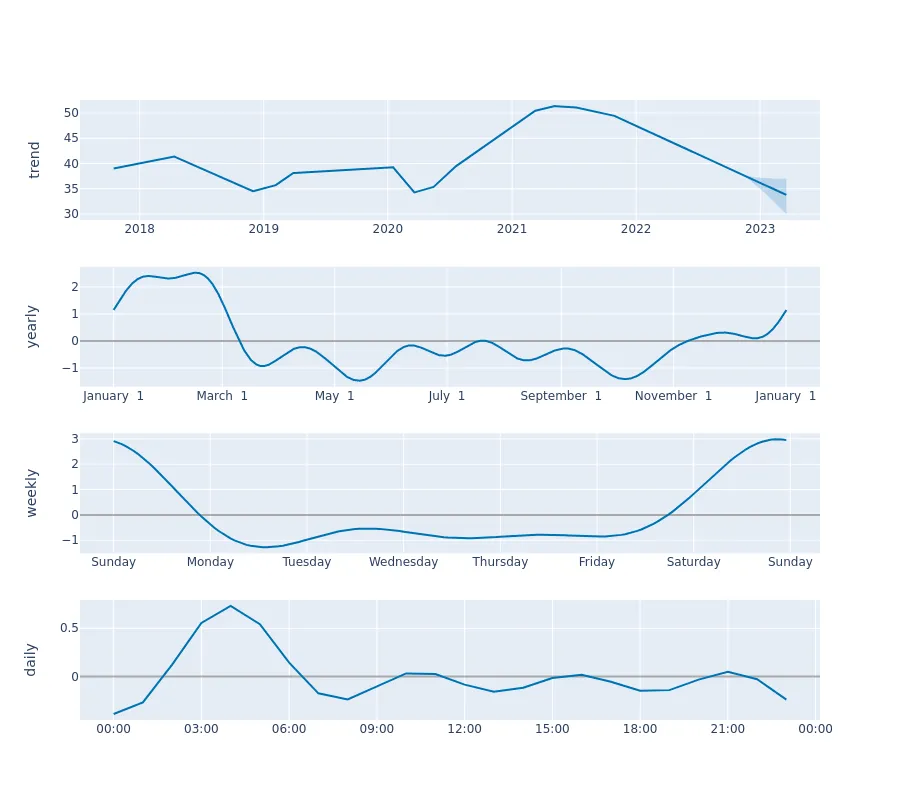 trend
50
45
40
35
30
2018 2019 2020 2021 2022 2023
yearly
2
1
0
−1
January 1 March 1 May 1 July 1 September 1 November 1 January 1
weekly
3
2
1
0
−1
Sunday Monday Tuesday Wednesday Thursday Friday Saturday Sunday
daily
0.5
0
00:00 03:00 06:00 09:00 12:00 15:00 18:00 21:00 00:00